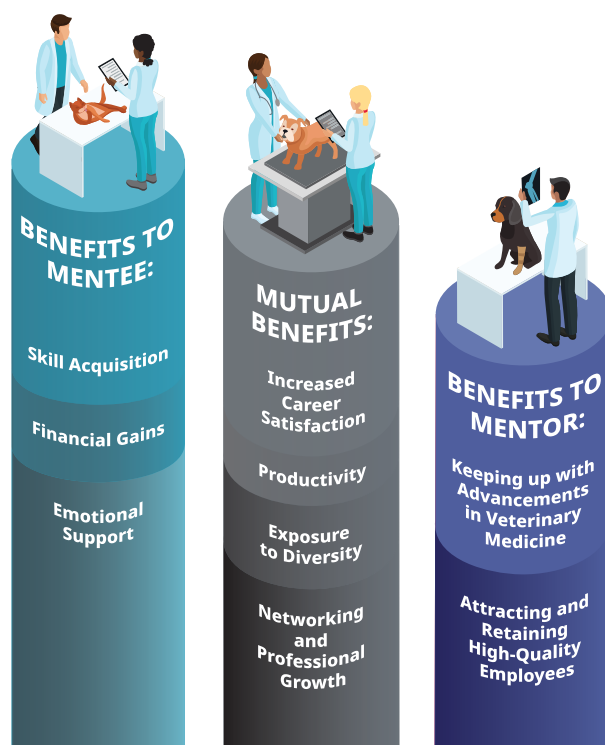 BENEFITS TO
MENTEE:
Skill Acquisition
Financial Gains
Emotional
Support
MUTUAL
BENEFITS:
Increased
Career
Satisfaction
Productivity
Exposure
to Diversity
Networking
and
Professional
Growth
BENEFITS TO
MENTOR:
Keeping up with
Advancements
in Veterinary
Medicine
Attracting and
Retaining
High-Quality
Employees